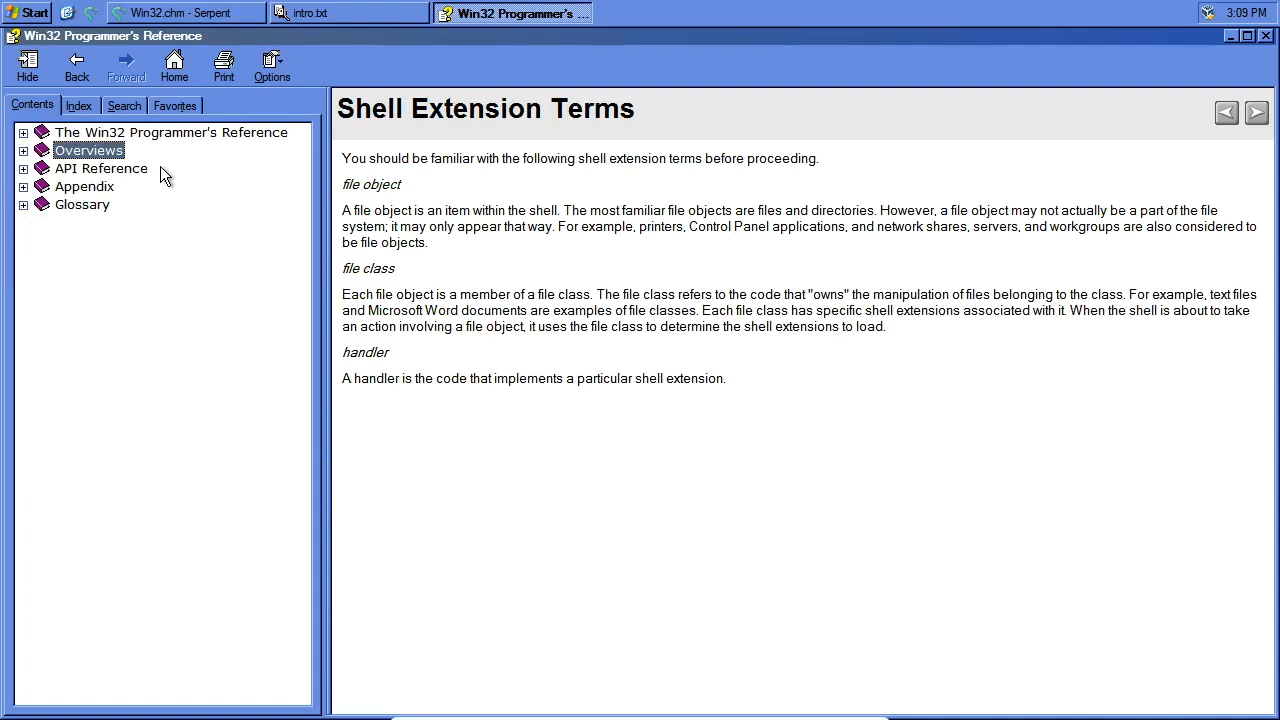 Start
Win32.chm - Serpent
intro.txt
Win32 Programmer's ...
3:09 PM
Win32 Programmer's Reference
Hide
Back
Forward
Home
Print
Options
Contents
Index
Search
Favorites
The Win32 Programmer's Reference
Overviews
API Reference
Appendix
Glossary
Shell Extension Terms
You should be familiar with the following shell extension terms before proceeding.
file object
A file object is an item within the shell. The most familiar file objects are files and directories. However, a file object may not actually be a part of the file
system; it may only appear that way. For example, printers, Control Panel applications, and network shares, servers, and workgroups are also considered to
be file objects.
file class
Each file object is a member of a file class. The file class refers to the code that "owns" the manipulation of files belonging to the class. For example, text files
and Microsoft Word documents are examples of file classes. Each file class has specific shell extensions associated with it. When the shell is about to take
an action involving a file object, it uses the file class to determine the shell extensions to load.
handler
A handler is the code that implements a particular shell extension.